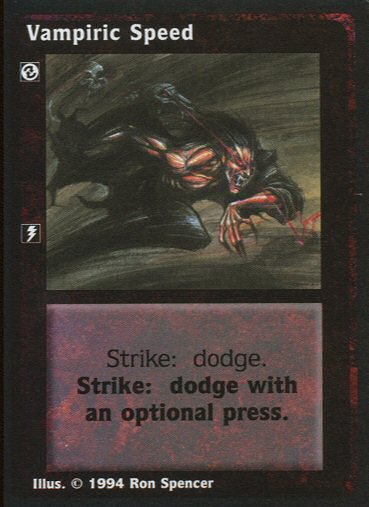 Vampiric Speed
Strike: dodge.
Strike: dodge with
an optional press.
Illus. © 1994 Ron Spencer